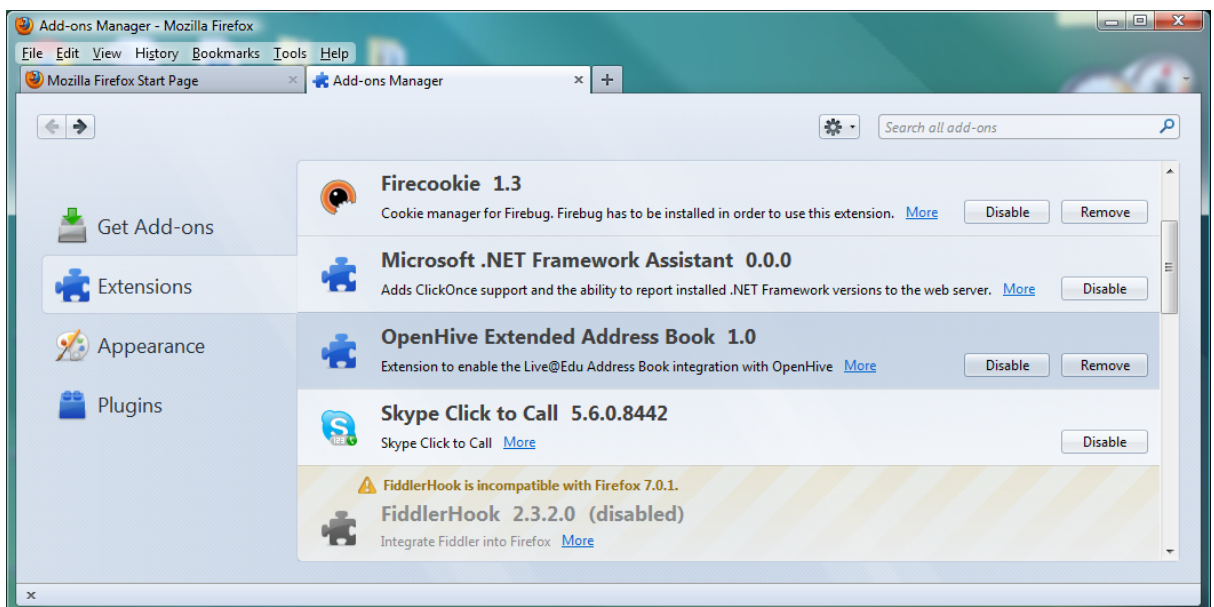 Add-ons Manager - Mozilla Firefox
File Edit View History Bookmarks Tools Help
Mozilla Firefox Start Page
Add-ons Manager
Search all add-ons
Get Add-ons
Extensions
Appearance
Plugins
Firecookie 1.3
Cookie manager for Firebug. Firebug has to be installed in order to use this extension. More
Disable Remove
Microsoft .NET Framework Assistant 0.0.0
Adds ClickOnce support and the ability to report installed .NET Framework versions to the web server. More
Disable
OpenHive Extended Address Book 1.0
Extension to enable the Live@Edu Address Book integration with OpenHive More
Disable Remove
Skype Click to Call 5.6.0.8442
Skype Click to Call More
Disable
FiddlerHook is incompatible with Firefox 7.0.1.
FiddlerHook 2.3.2.0 (disabled)
Integrate Fiddler into Firefox More